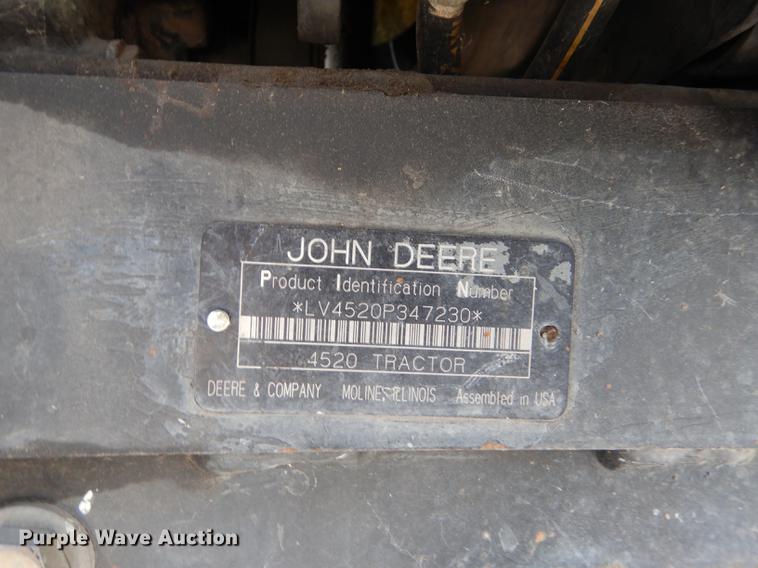 JOHN DEERE
Product Identification Number
*LV4520P347230*
4520 TRACTOR
DEERE & COMPANY MOLINE, ILLINOIS Assembled in USA
Purple Wave Auction